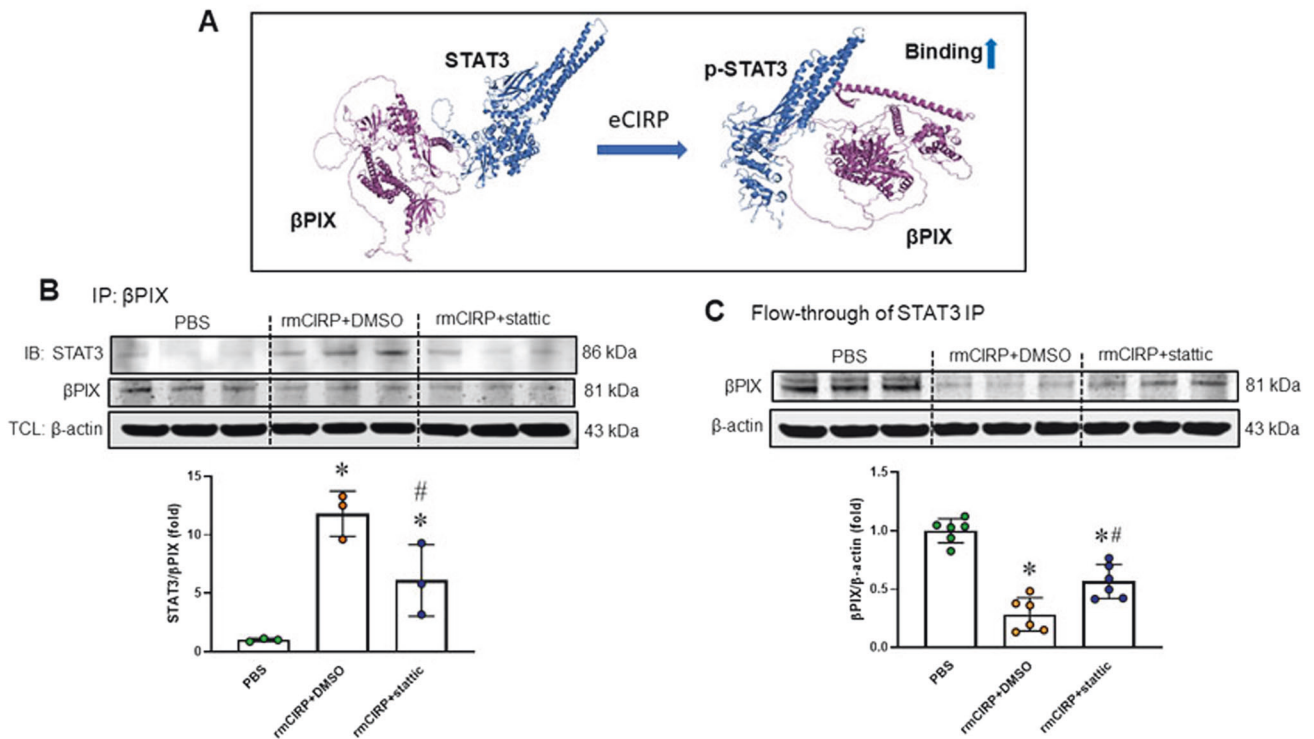 A
STAT3
p-STAT3
Binding
eCIRP
βPIX
βPIX
B IP: βPIX
PBS rmCIRP+DMSO rmCIRP+stattic
IB: STAT3 86 kDa
βPIX 81 kDa
TCL: β-actin 43 kDa
STAT3/βPIX (fold)
15
10
5
0
*
#
*
PBS
rmCIRP+DMSO
rmCIRP+stattic
C Flow-through of STAT3 IP
PBS rmCIRP+DMSO rmCIRP+stattic
βPIX 81 kDa
β-actin 43 kDa
βPIX/β-actin (fold)
1.5
1.0
0.5
0.0
*
*#
PBS
rmCIRP+DMSO
rmCIRP+stattic